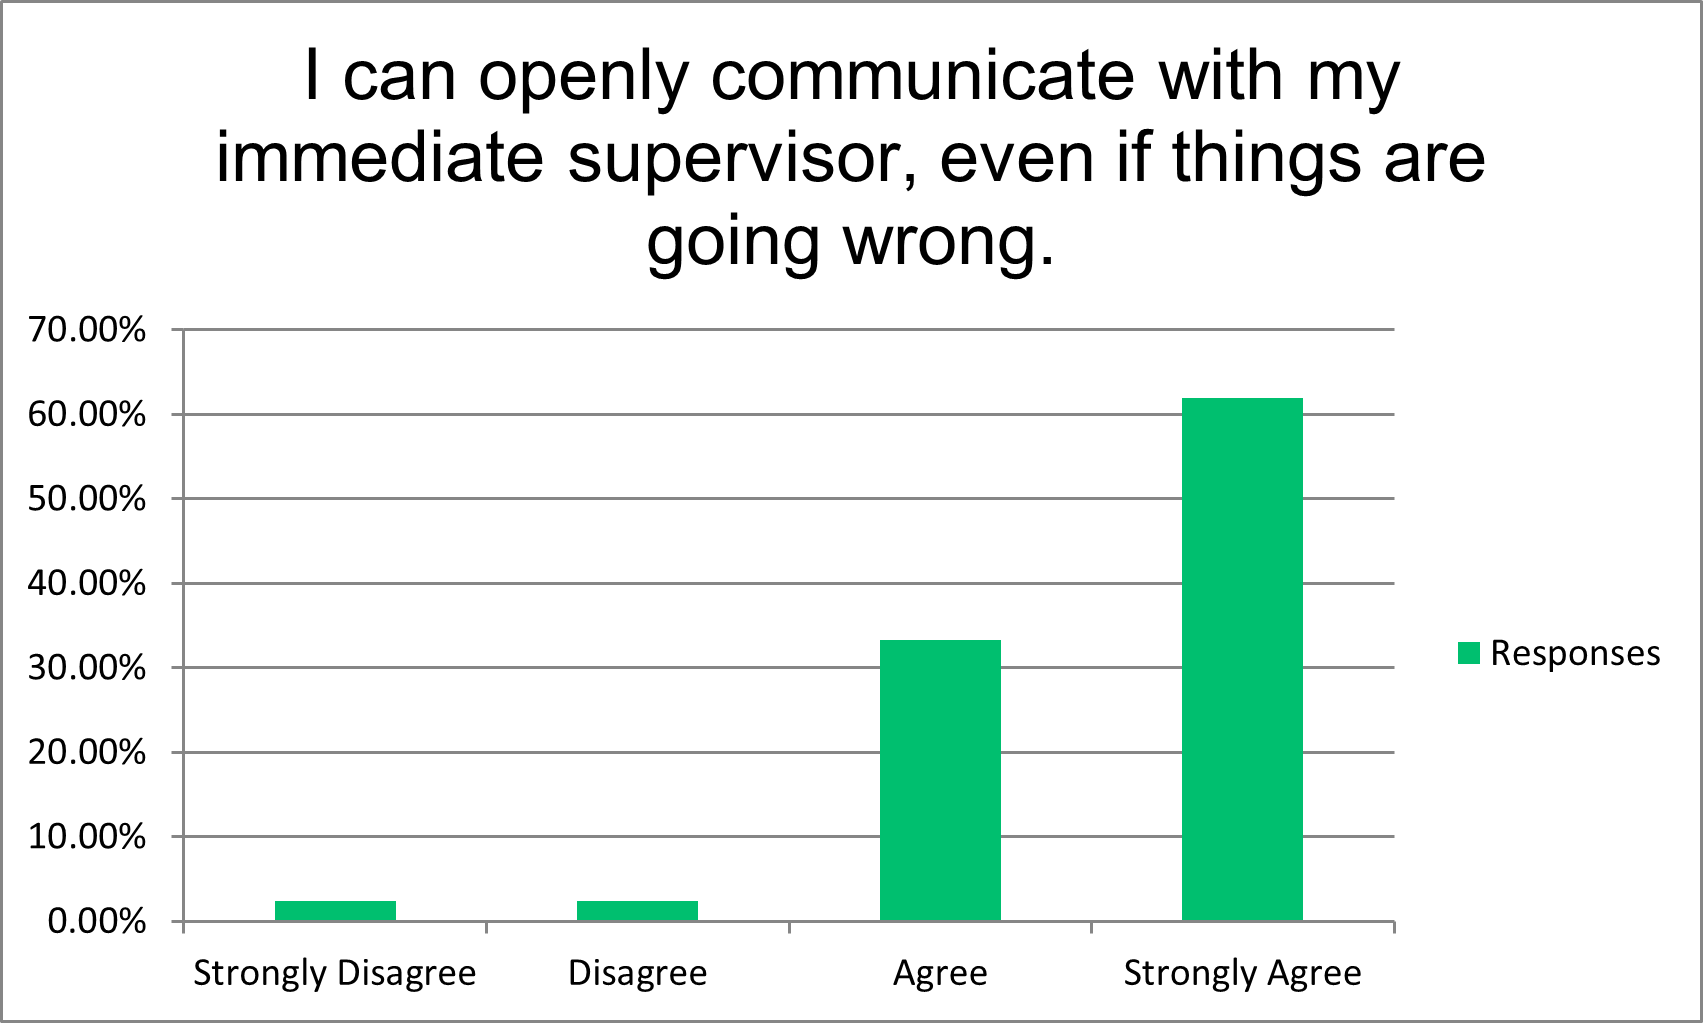 I can openly communicate with my
immediate supervisor, even if things are
going wrong.
70.00%
60.00%
50.00%
40.00%
30.00%
20.00%
10.00%
0.00%
Strongly Disagree
Disagree
Agree
Strongly Agree
Responses